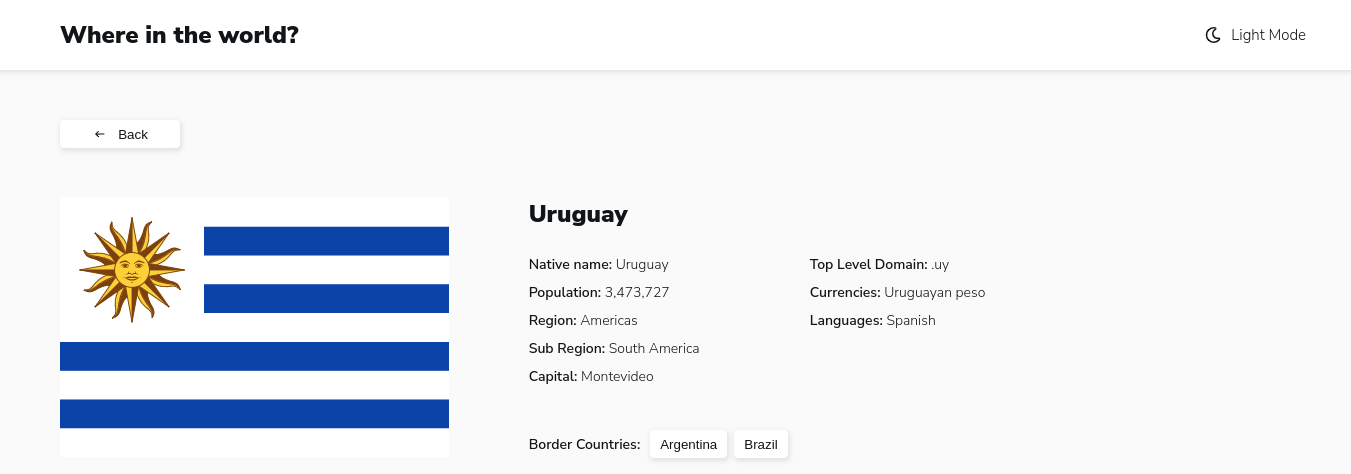 Where in the world?
Light Mode
Back
Uruguay
Native name: Uruguay
Population: 3,473,727
Region: Americas
Sub Region: South America
Capital: Montevideo
Top Level Domain: .uy
Currencies: Uruguayan peso
Languages: Spanish
Border Countries: Argentina Brazil